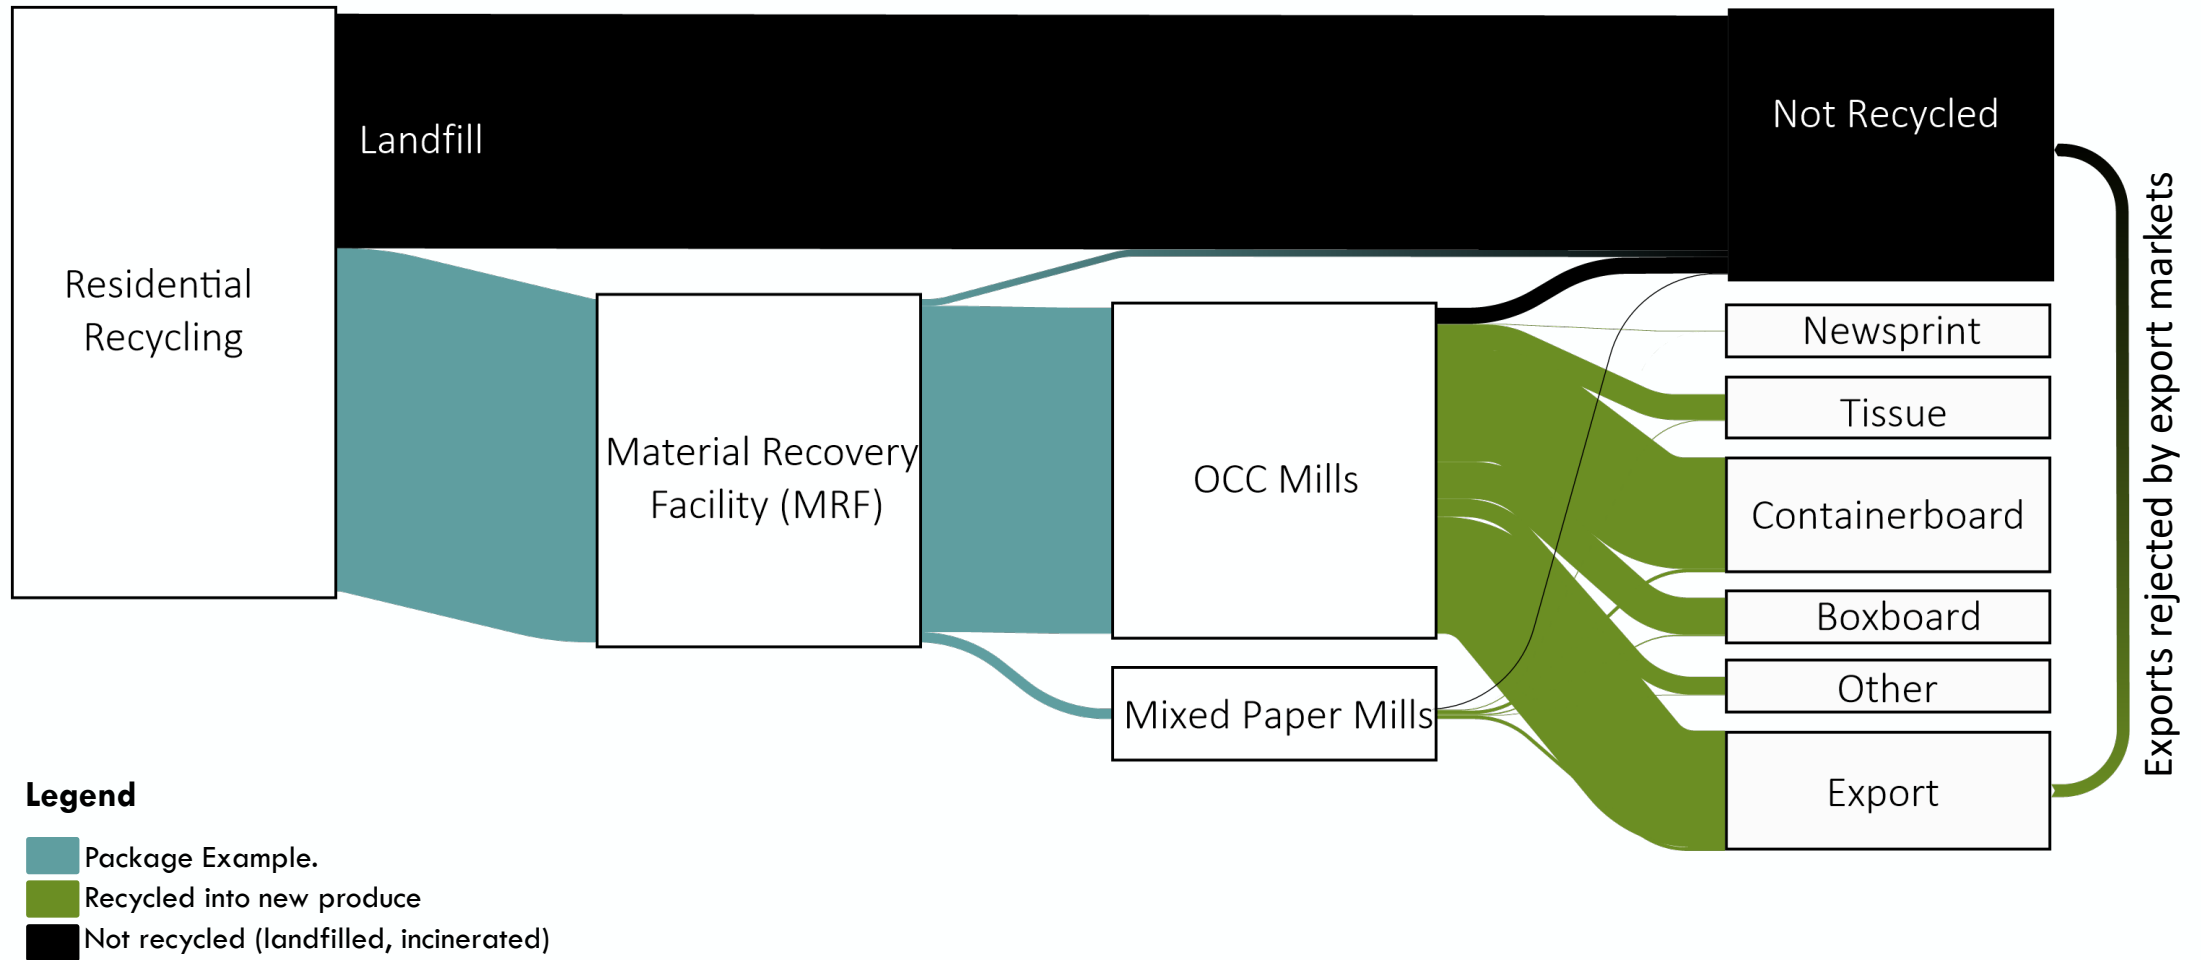 Landfill
Not Recycled
Residential
Recycling
Material Recovery
Facility (MRF)
OCC Mills
Mixed Paper Mills
Newsprint
Tissue
Containerboard
Boxboard
Other
Export
Exports rejected by export markets
Legend
Package Example.
Recycled into new produce
Not recycled (landfilled, incinerated)